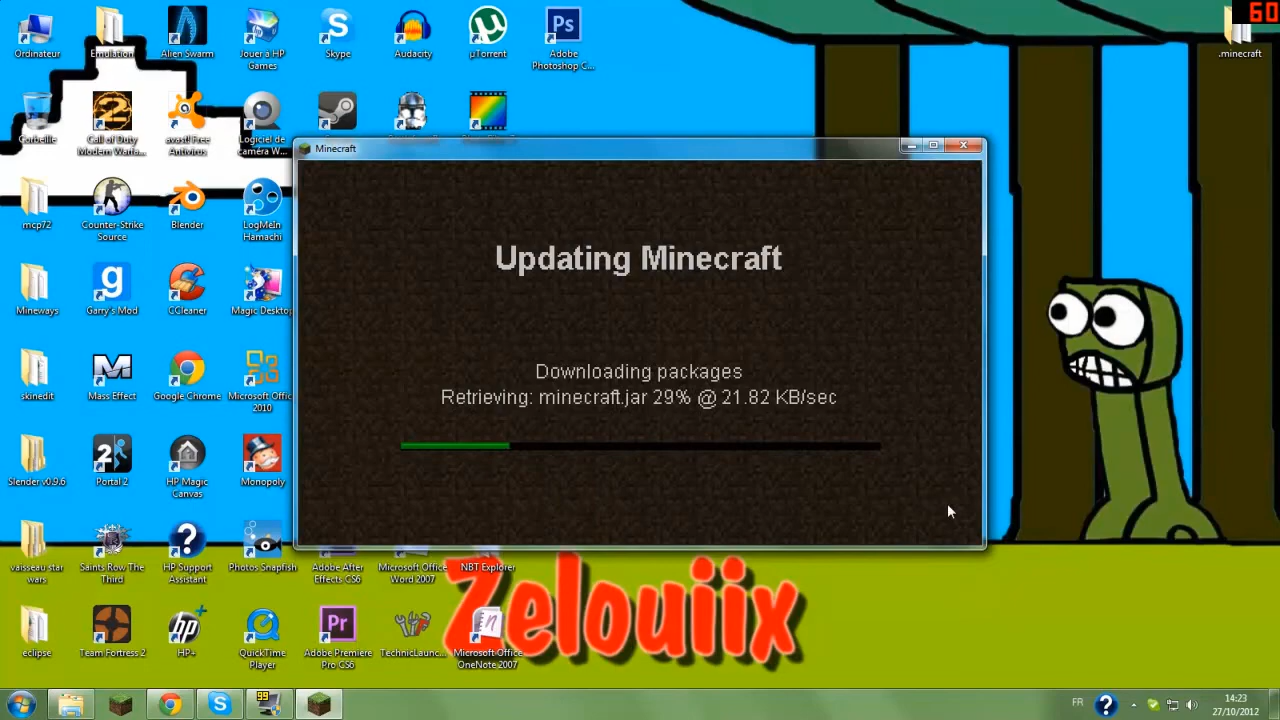 60
Ordinateur
Emulation
Alien Swarm
Jouer à HP
Games
Skype
Audacity
µTorrent
Adobe
Photoshop C...
.minecraft
Corbeille
Call of Duty
Modern Warfa...
avast! Free
Antivirus
Logiciel de
caméra W...
Minecraft
mcp72
Counter-Strike
Source
Blender
LogMeIn
Hamachi
Updating Minecraft
Mineways
Garry's Mod
CCleaner
Magic Desktop
Downloading packages
Retrieving: minecraft.jar 29% @ 21.82 KB/sec
skinedit
Mass Effect
Google Chrome
Microsoft Offic
2010
Slender v0.9.6
Portal 2
HP Magic
Canvas
Monopoly
vaisseau star
wars
Saints Row The
Third
HP Support
Assistant
Photos Snapfish
Adobe After
Effects CS6
Microsoft Office
Word 2007
NBT Explorer
Zelouiix
eclipse
Team Fortress 2
HP+
QuickTime
Player
Adobe Premiere
Pro CS6
TechnicLaunc...
Microsoft Office
OneNote 2007
99
FR
14:23
27/10/2012